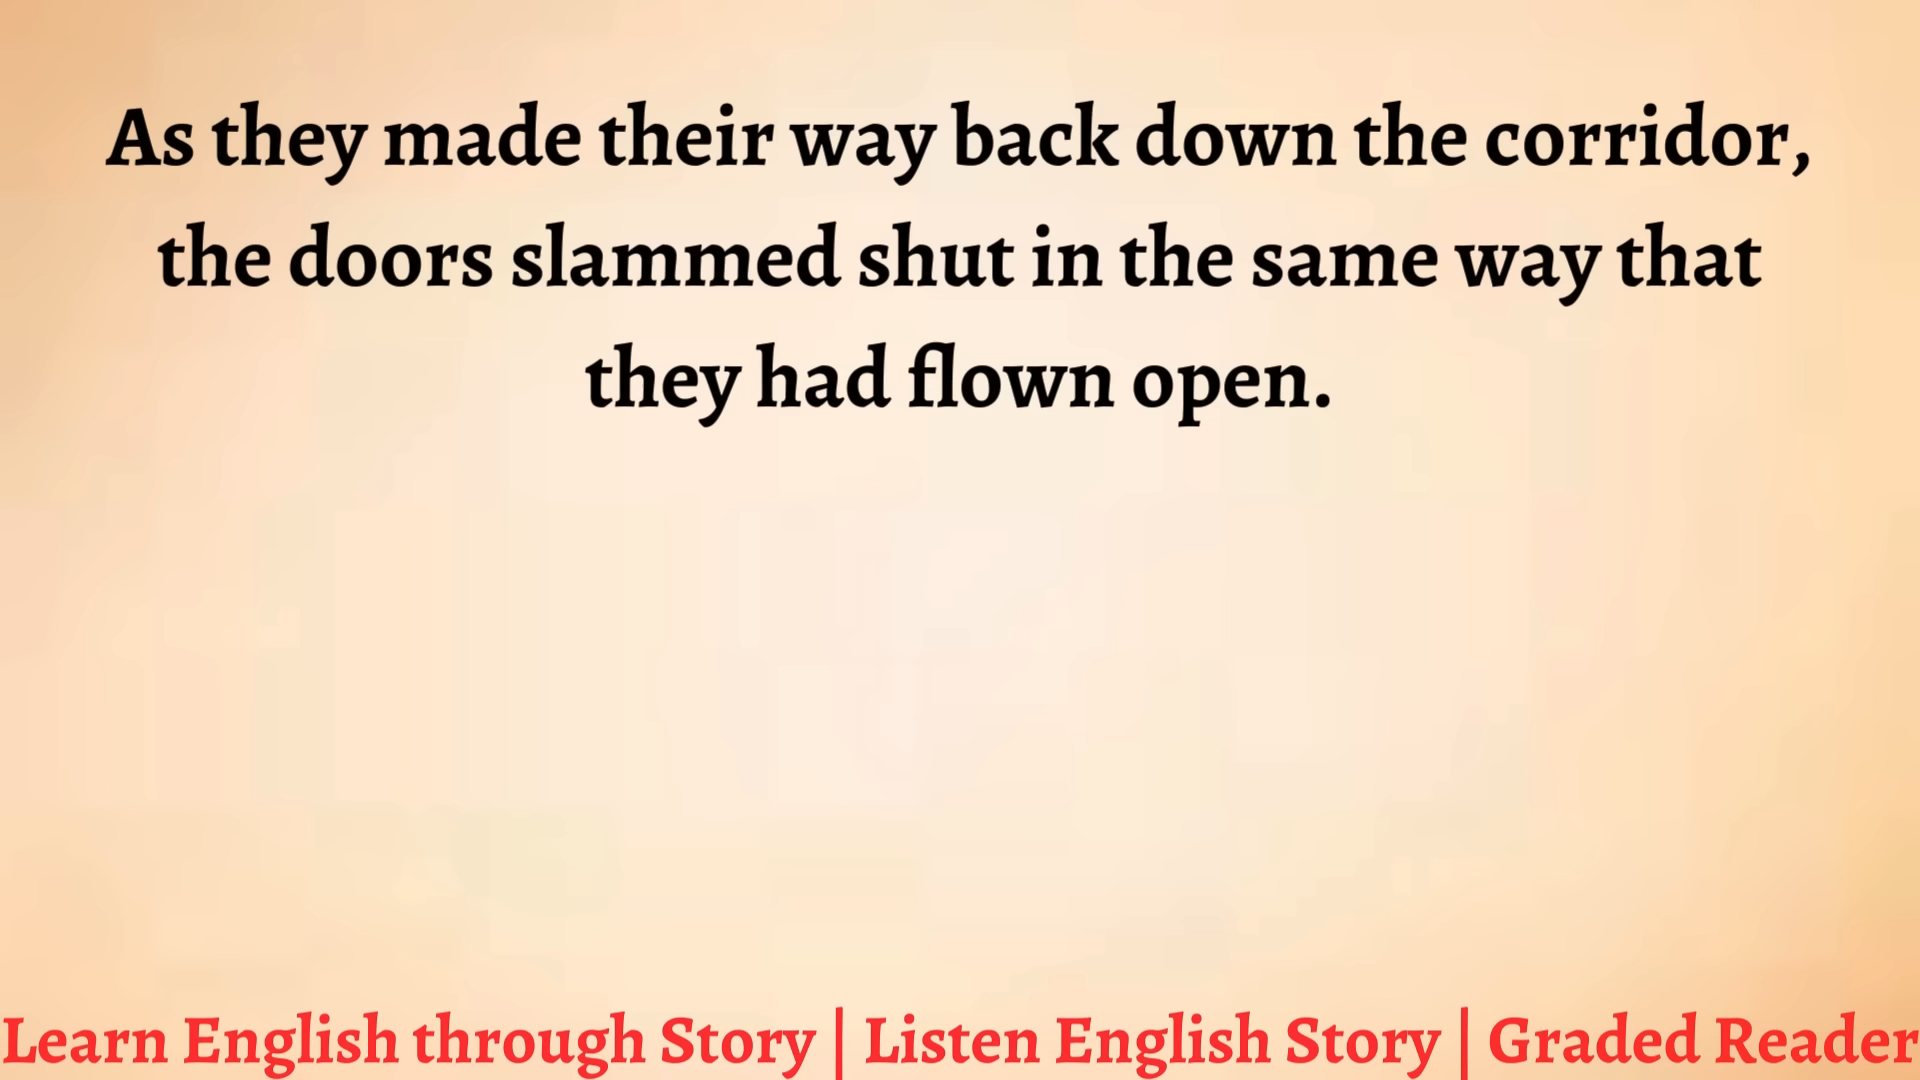 As they made their way back down the corridor,
the doors slammed shut in the same way that
they had flown open.
Learn English through Story | Listen English Story | Graded Reader